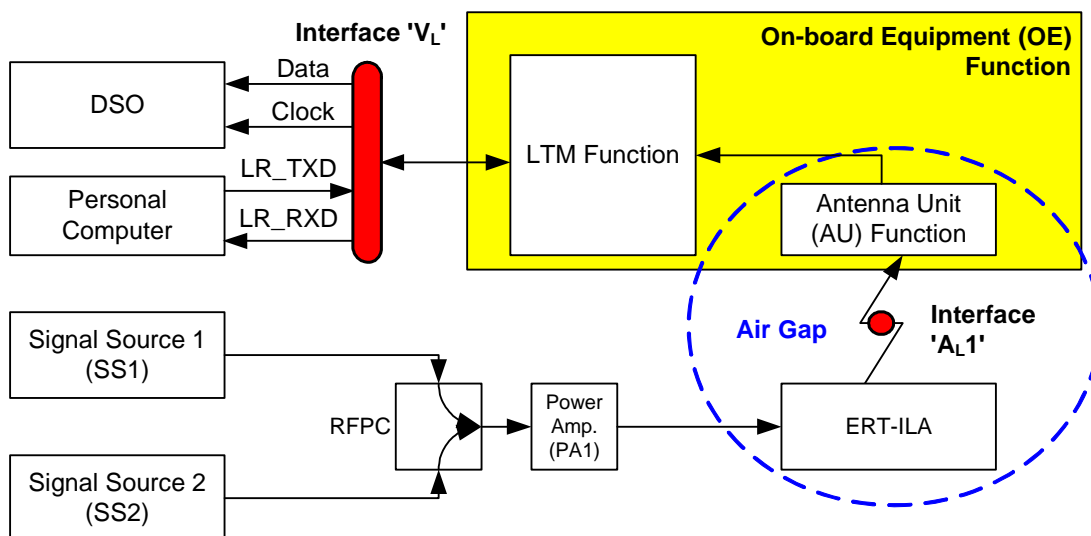 Interface 'VL'
On-board Equipment (OE)
Function
Data
DSO
Clock
LTM Function
LR_TXD
Personal
Computer
LR_RXD
Antenna Unit
(AU) Function
Air Gap
Interface
'AL1'
Signal Source 1
(SS1)
RFPC
Power
Amp.
(PA1)
ERT-ILA
Signal Source 2
(SS2)